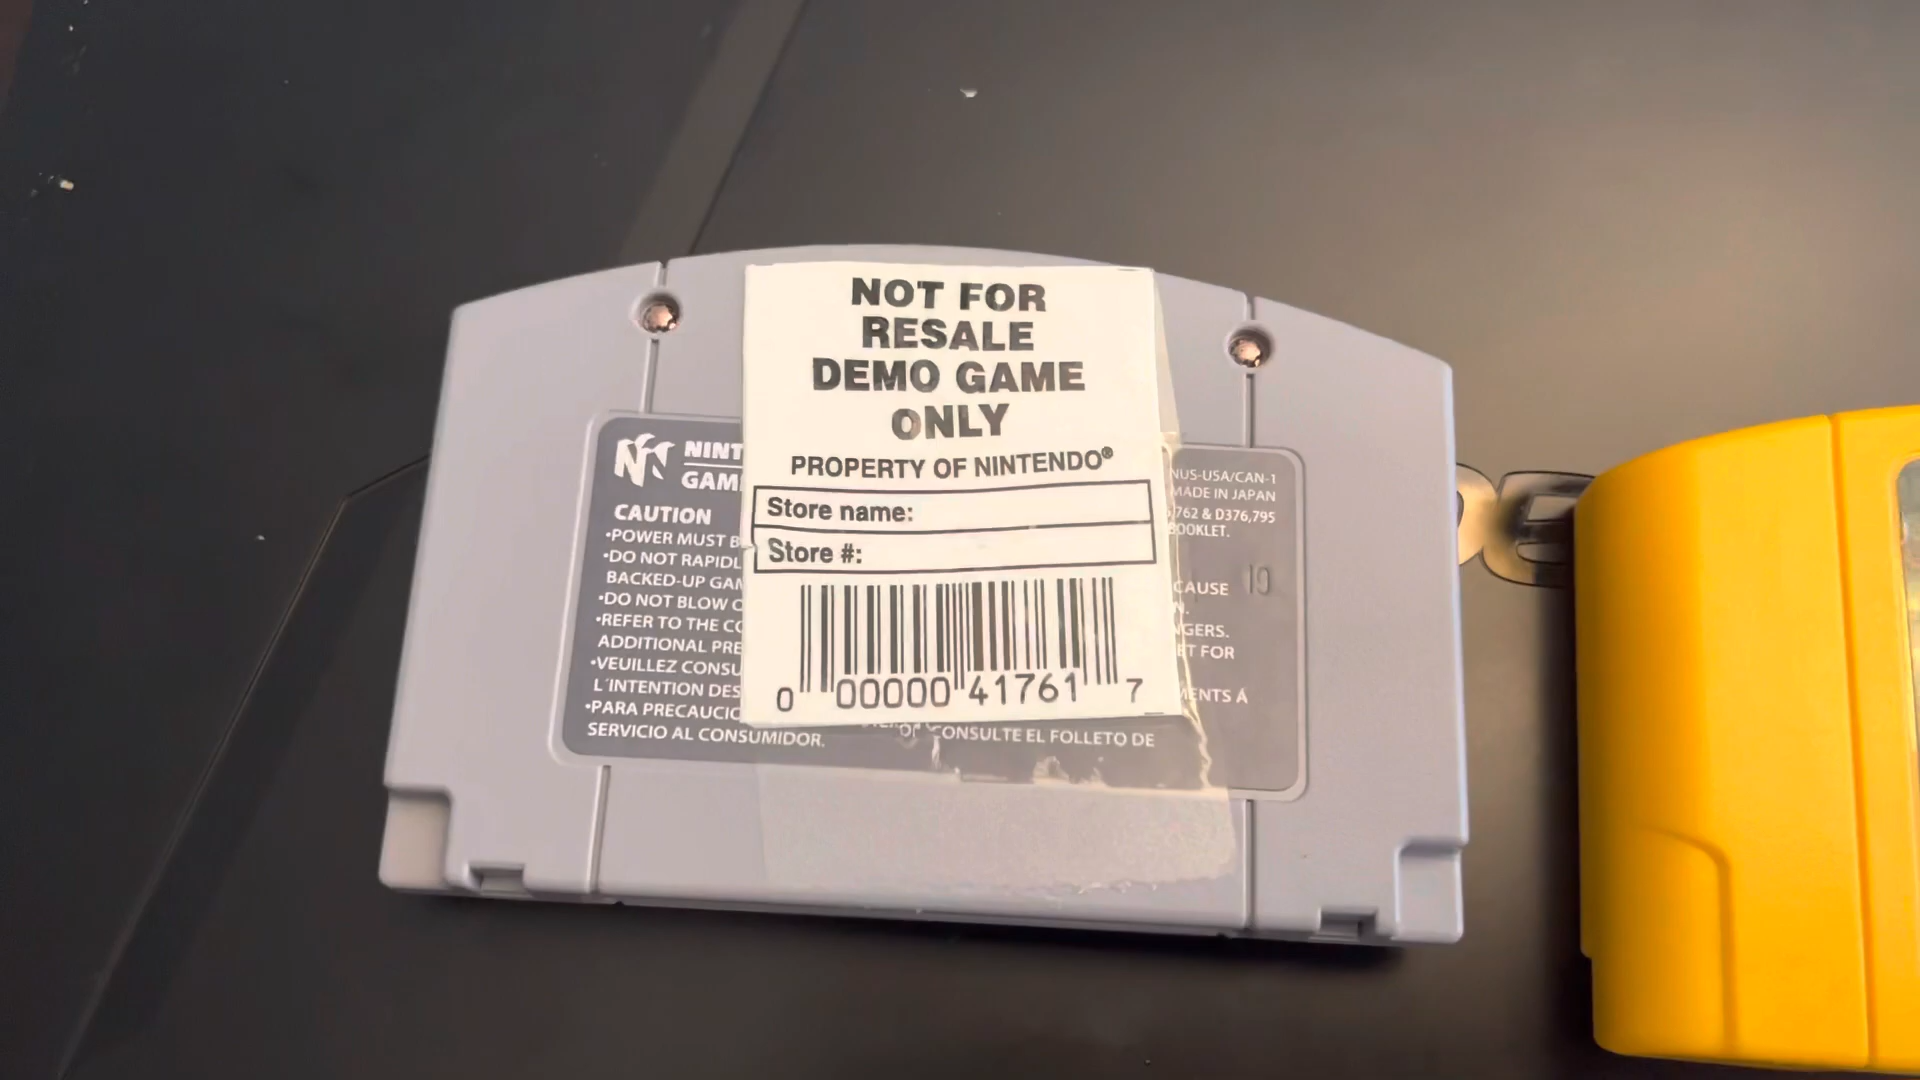 NOT FOR
RESALE
DEMO GAME
ONLY
PROPERTY OF NINTENDO®
Store name:
Store #:
0 00000 41761 7
NINT
GAM
CAUTION
•POWER MUST B
•DO NOT RAPIDL
BACKED-UP GAM
•DO NOT BLOW O
•REFER TO THE CO
ADDITIONAL PRE
•VEUILLEZ CONSU
L'INTENTION DES
•PARA PRECAUCIO
SERVICIO AL CONSUMIDOR.
CONSULTE EL FOLLETO DE
NUS-USA/CAN-1
MADE IN JAPAN
,762 & D376,795
BOOKLET.
CAUSE
19
N.
NGERS.
ET FOR
MENTS Á